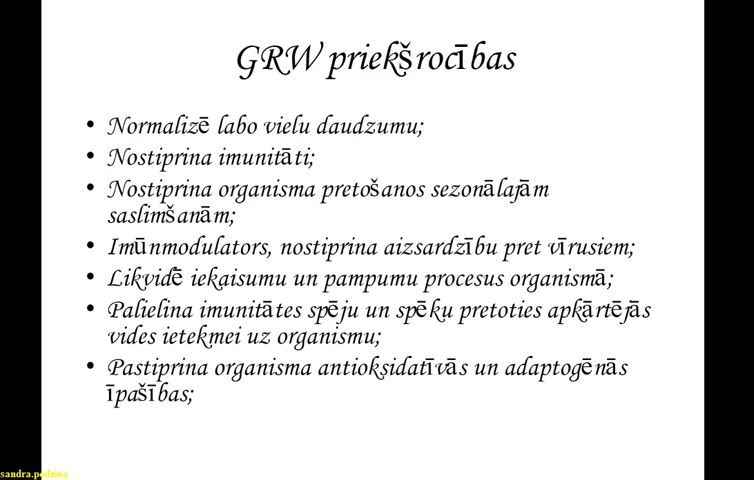 GRW priekšrocības
• Normalizē labo vielu daudzumu;
• Nostiprina imunitāti;
• Nostiprina organisma pretošanos sezonālajām
saslimšanām;
• Imūnmodulators, nostiprina aizsardzību pret vīrusiem;
• Likvidē iekaisumu un pampumu procesus organismā;
• Palielina imunitātes spēju un spēku pretoties apkārtējās
vides ietekmei uz organismu;
• Pastiprina organisma antioksidatīvās un adaptogēnās
īpašības;
sandra.podzina